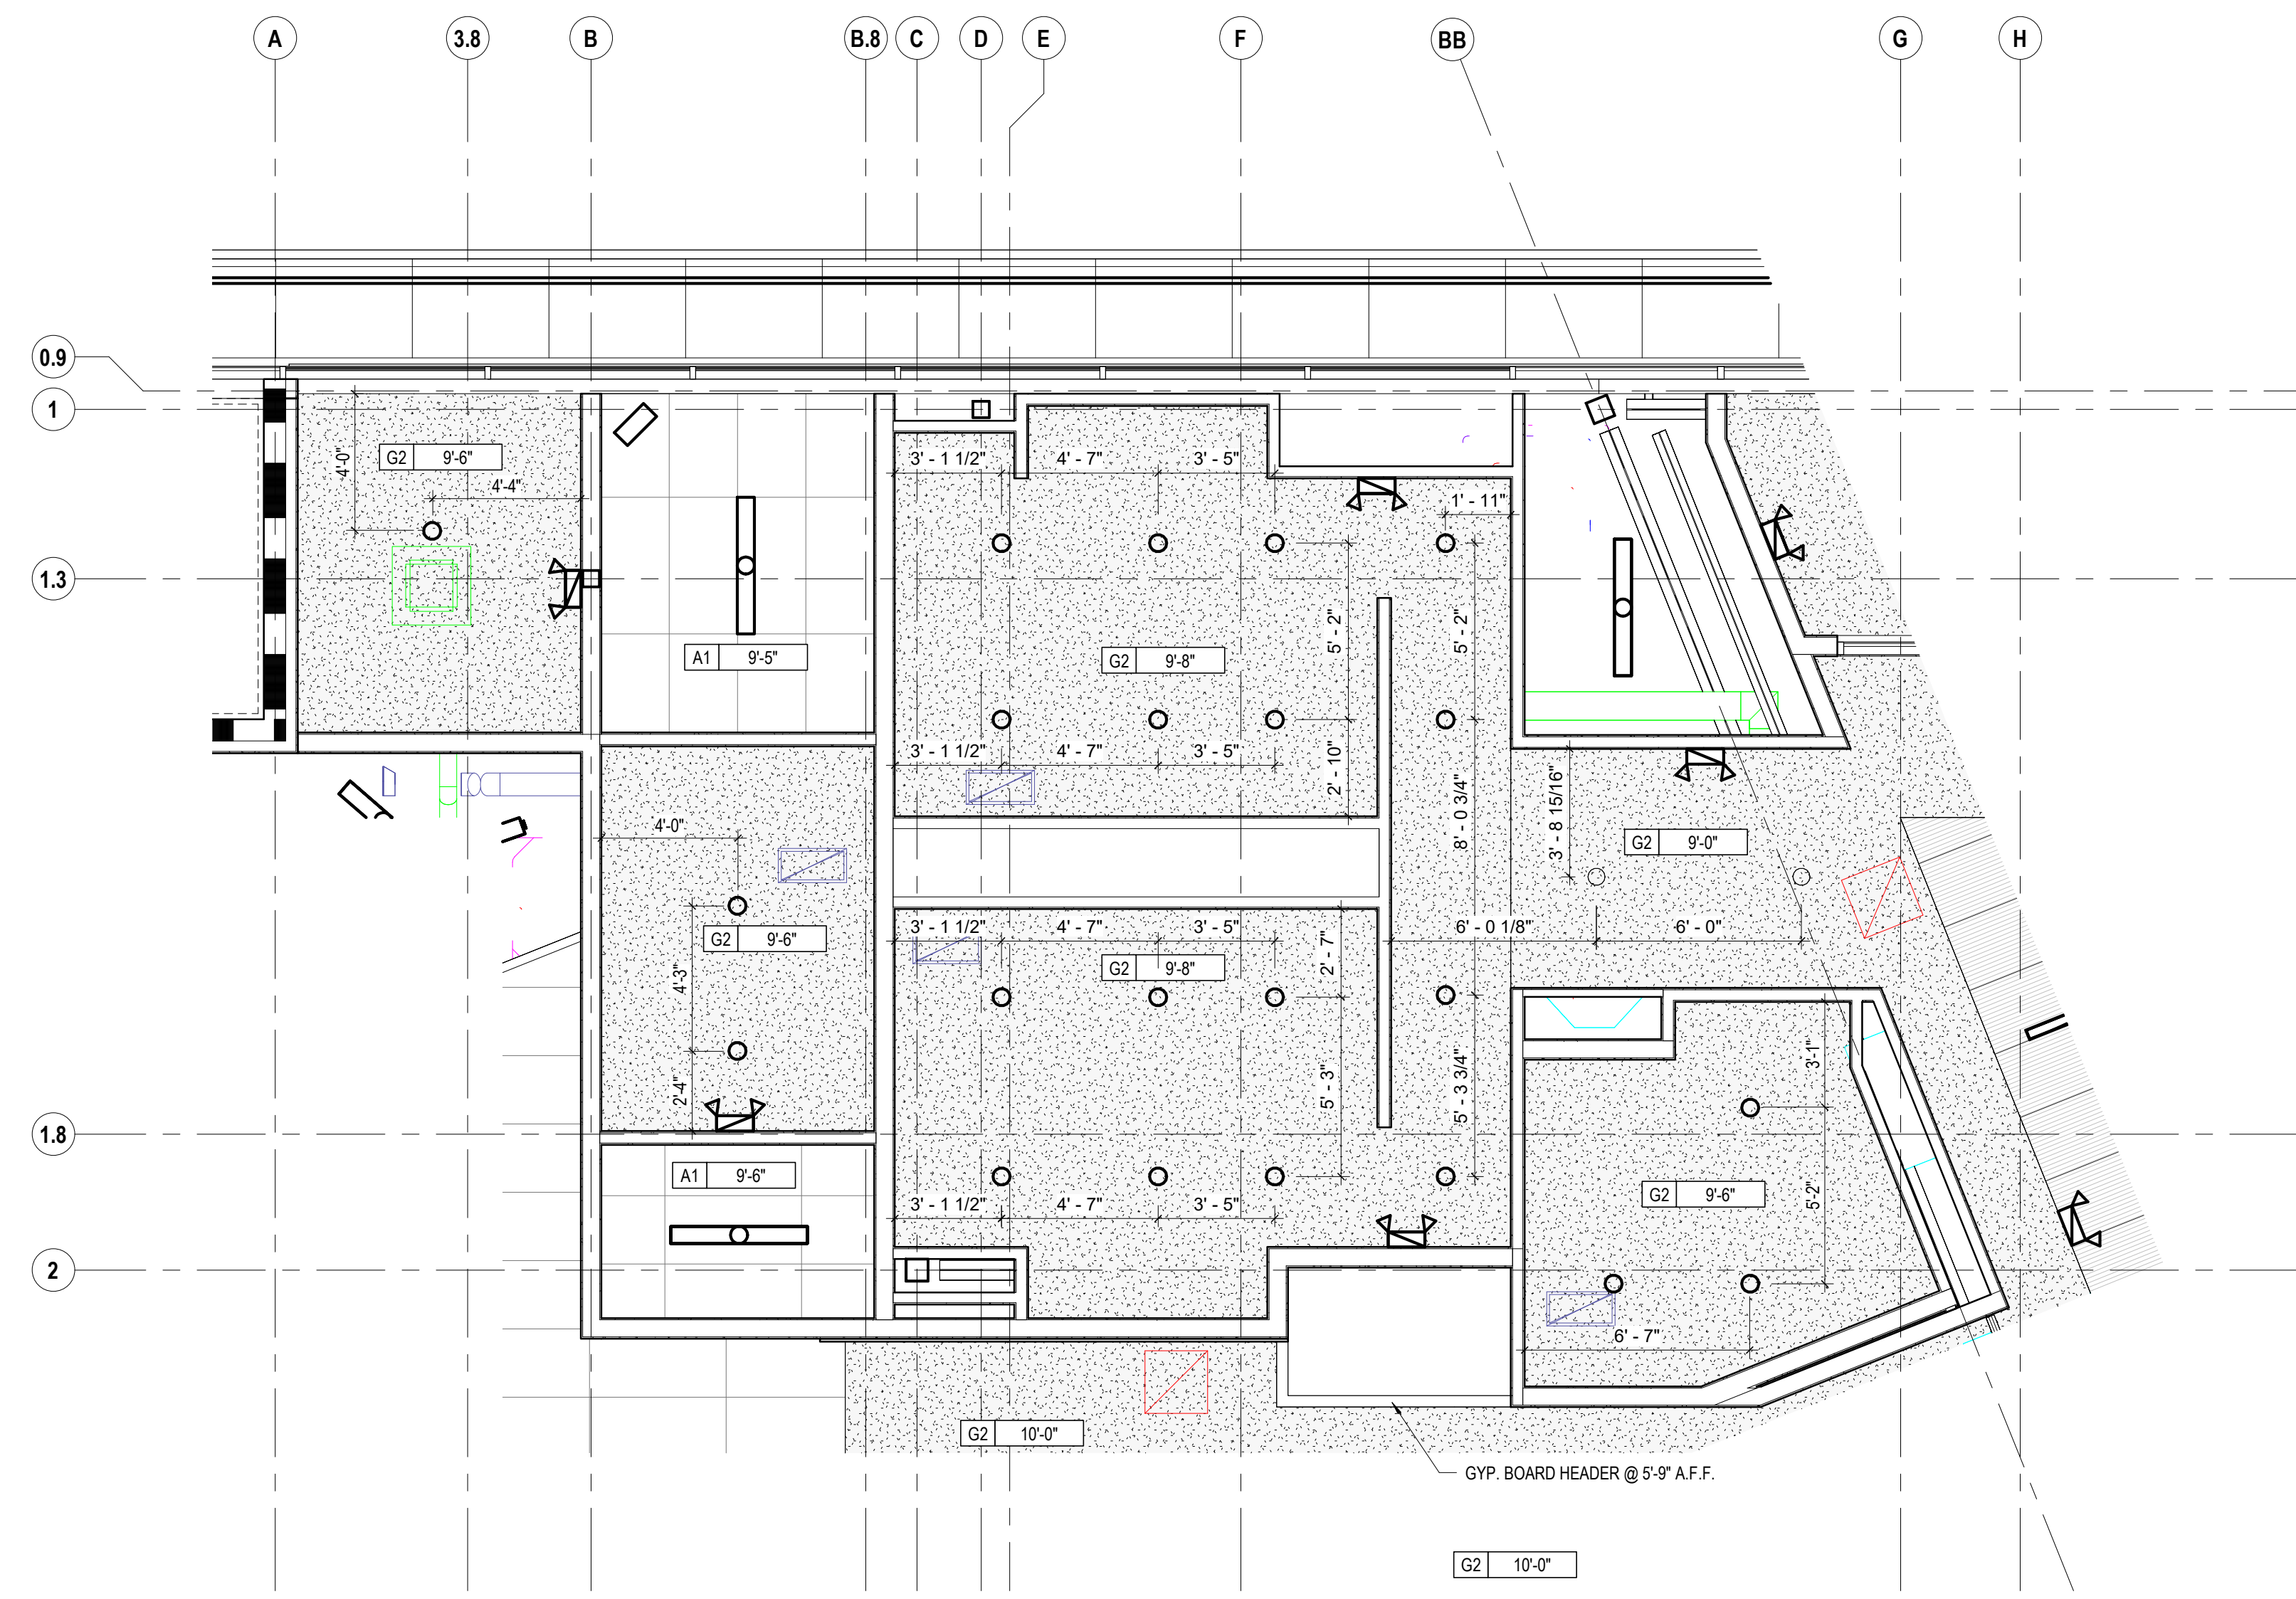 A
3.8
B
B.8
C
D
E
F
BB
G
H
0.9
1
1.3
1.8
2
4'-0"
G2 9'-6"
4'-4"
A1 9'-5"
3' - 1 1/2"
4' - 7"
3' - 5"
1' - 11"
5' - 2"
5' - 2"
G2 9'-8"
3' - 1 1/2"
4' - 7"
3' - 5"
2' - 10"
8' - 0 3/4"
3' - 8 15/16"
G2 9'-0"
4'-0"
G2 9'-6"
4'-3"
2'-4"
3' - 1 1/2"
4' - 7"
3' - 5"
2' - 7"
6' - 0 1/8"
6' - 0"
G2 9'-8"
5' - 3"
5' - 3 3/4"
3'-1"
5'-2"
G2 9'-6"
A1 9'-6"
3' - 1 1/2"
4' - 7"
3' - 5"
6' - 7"
G2 10'-0"
GYP. BOARD HEADER @ 5'-9" A.F.F.
G2 10'-0"